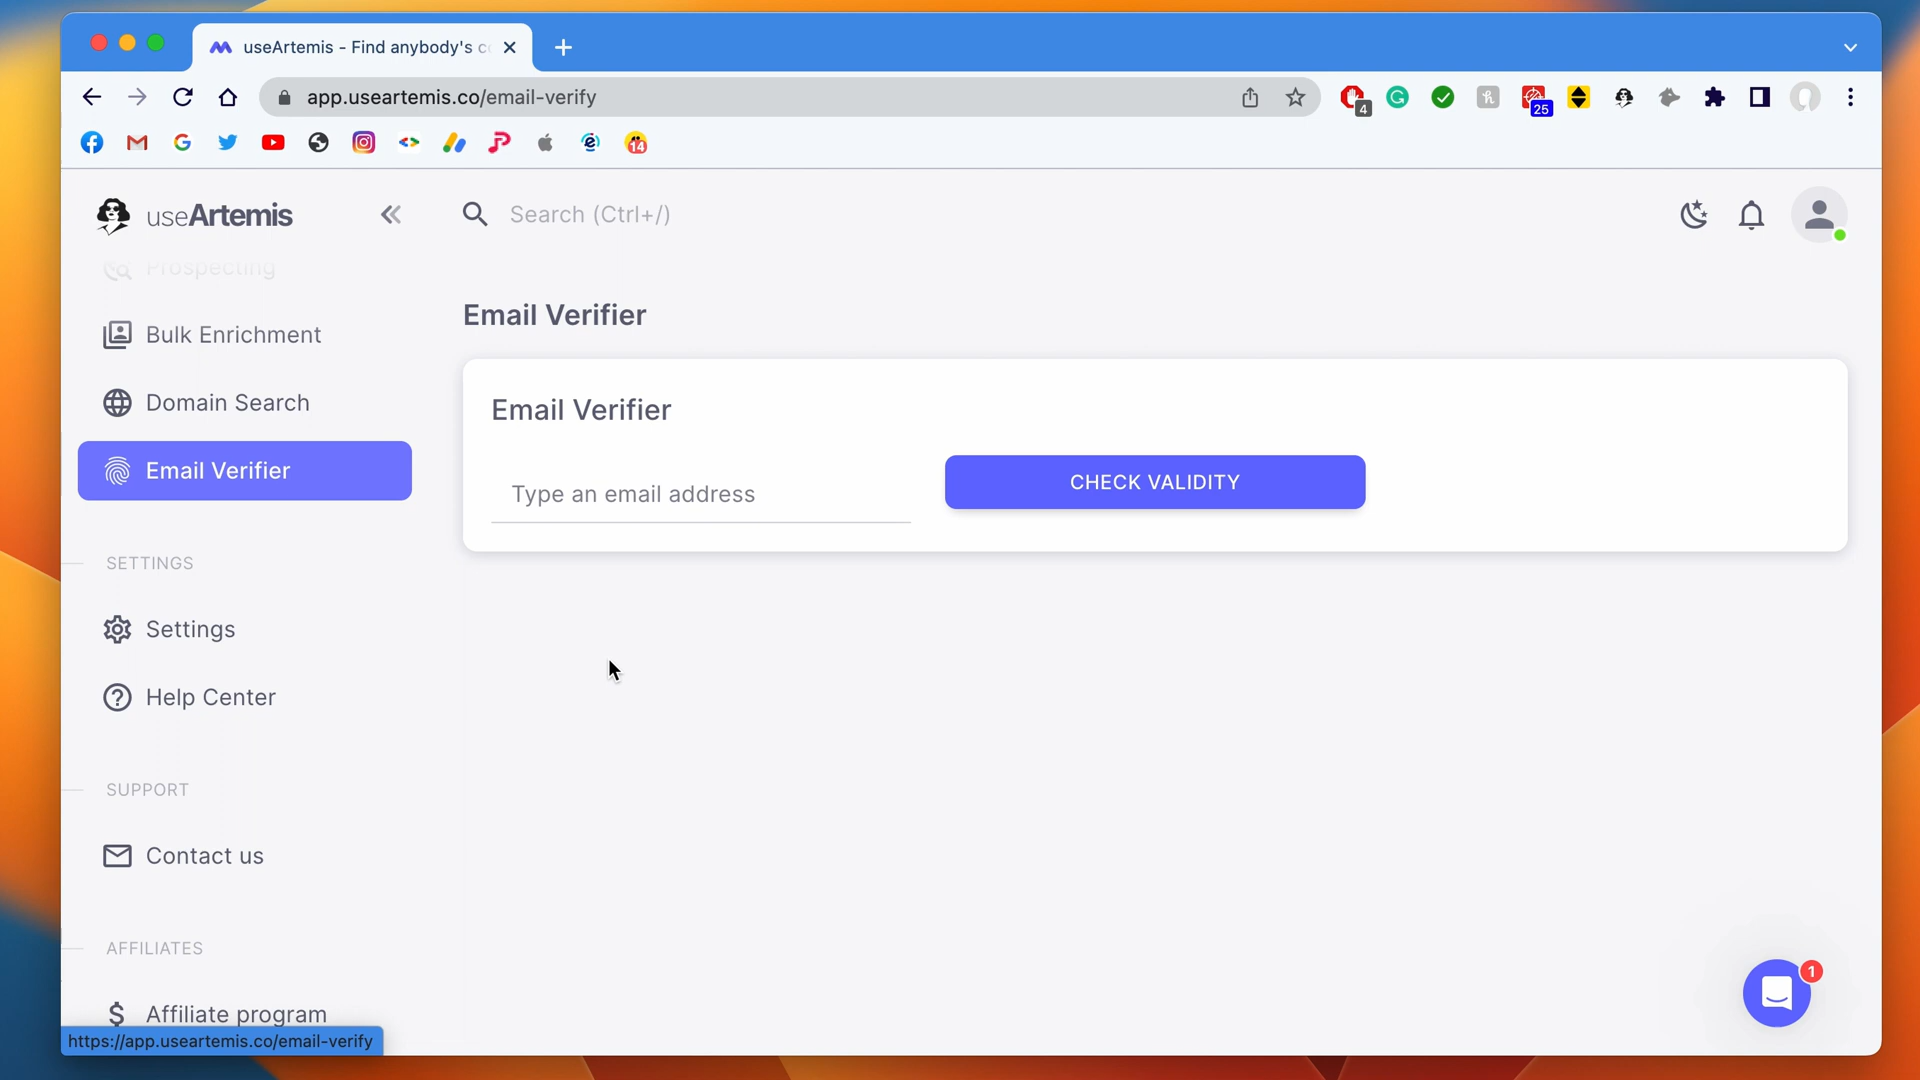 useArtemis - Find anybody's c
app.useartemis.co/email-verify
4
25
14
useArtemis
Search (Ctrl+/)
Prospecting
Bulk Enrichment
Domain Search
Email Verifier
SETTINGS
Settings
Help Center
SUPPORT
Contact us
AFFILIATES
Affiliate program
Email Verifier
Email Verifier
Type an email address
CHECK VALIDITY
1
https://app.useartemis.co/email-verify